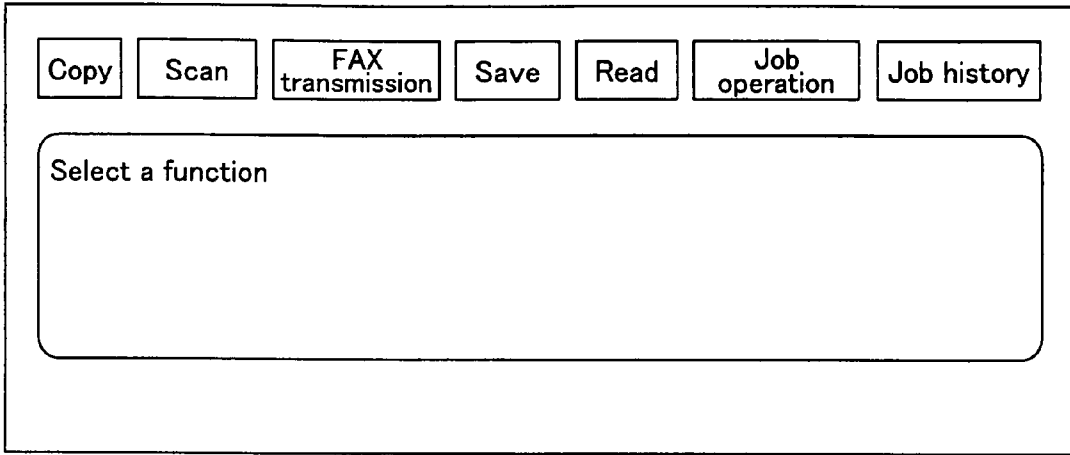 Copy
Scan
FAX
transmission
Save
Read
Job
operation
Job history
Select a function